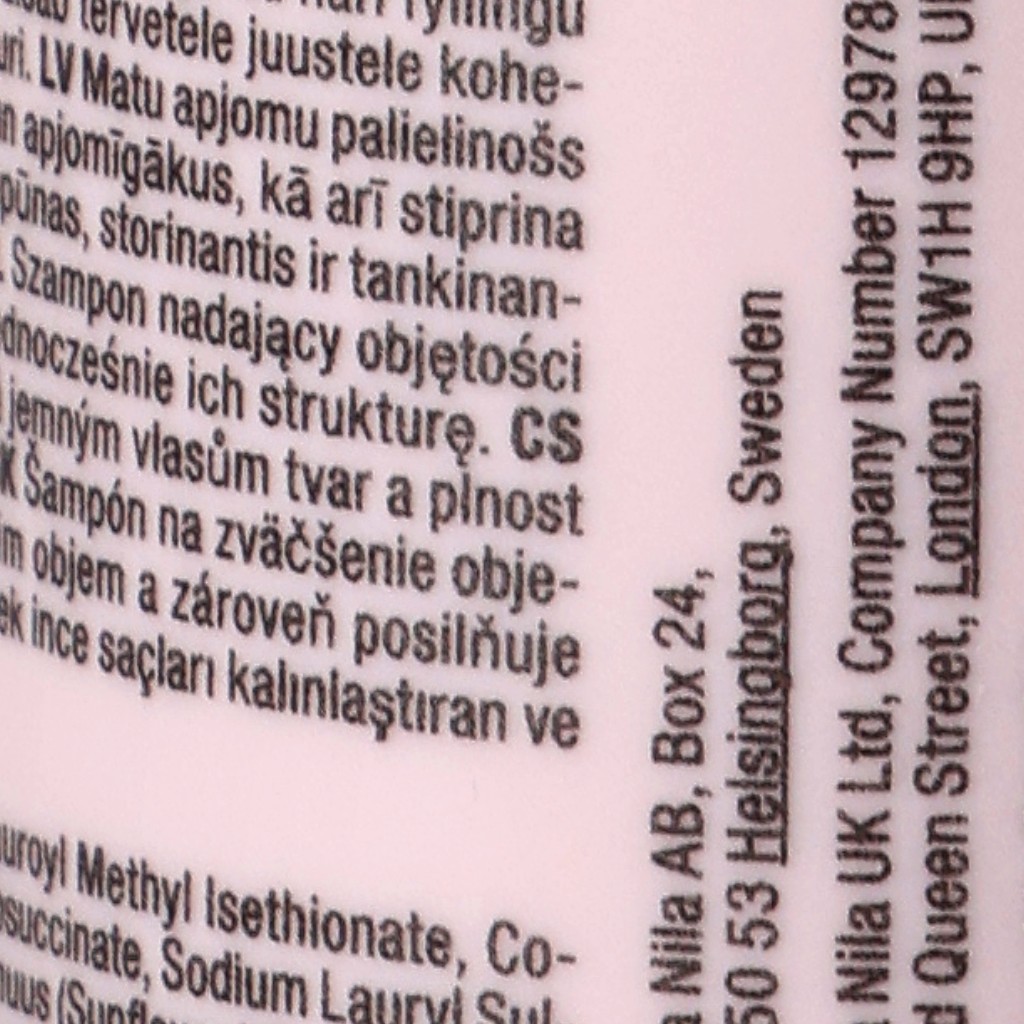 tervetele juustele kohe-
LV Matu apjomu palielinošs
apjomīgākus, kā arī stiprina
storinantis ir tankinan-
Szampon nadający objętości
ich strukturę. CS
jemným vlasům tvar a plnost
Šampón na zväčšenie obje-
objem a zároveň posilňuje
ince saçları kalınlaştıran ve
Methyl Isethionate, Co-
Sodium Lauryl Sul-
Nila AB, Box 24,
53 Helsingborg, Sweden
Nila UK Ltd, Company Number 12978
Queen Street, London, SW1H 9HP,